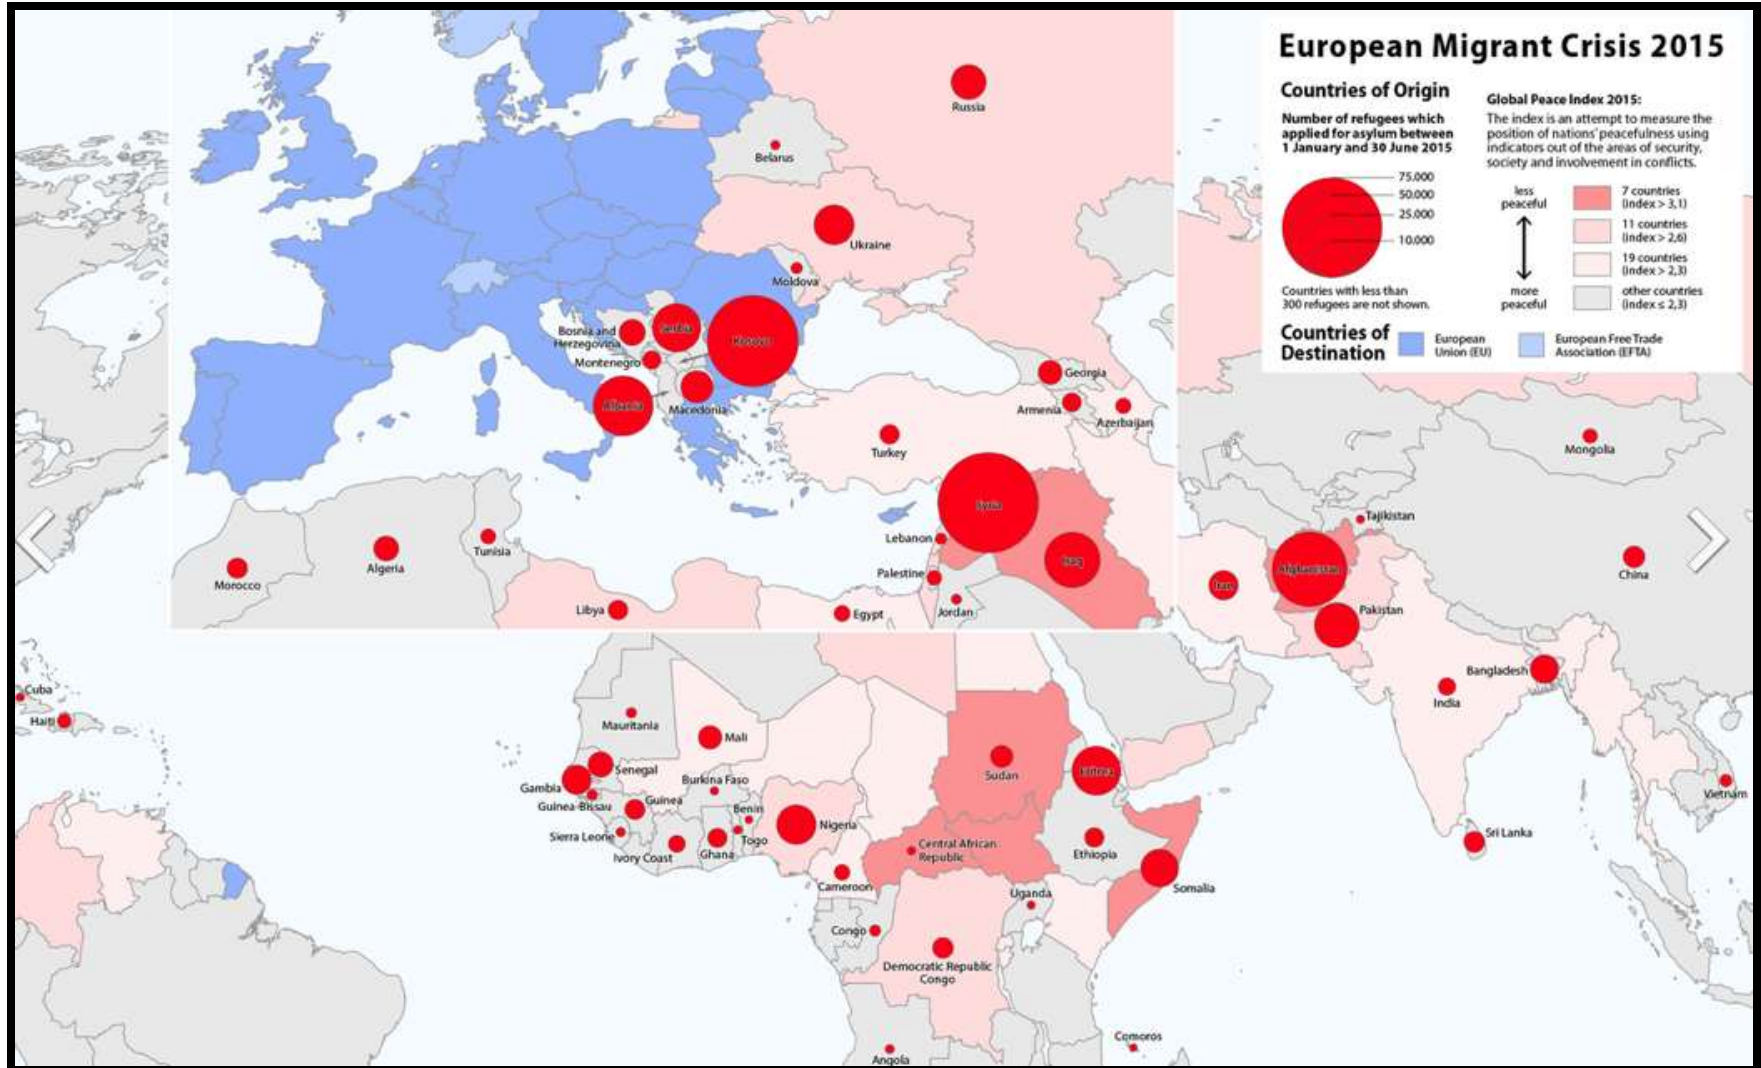 European Migrant Crisis 2015
Countries of Origin
Number of refugees which
applied for asylum between
1 January and 30 June 2015
75.000
50.000
25.000
10.000
Countries with less than
300 refugees are not shown.
Global Peace Index 2015:
The index is an attempt to measure the
position of nations' peacefulness using
indicators out of the areas of security,
society and involvement in conflicts.
less
peaceful
more
peaceful
7 countries
(index > 3,1)
11 countries
(index > 2,6)
19 countries
(index > 2,3)
other countries
(index ≤ 2,3)
Countries of
Destination
European
Union (EU)
European Free Trade
Association (EFTA)
Russia
Belarus
Ukraine
Moldova
Bosnia and
Herzegovina
Serbia
Kosovo
Montenegro
Albania
Macedonia
Georgia
Armenia
Azerbaijan
Turkey
Syria
Lebanon
Iraq
Palestine
Jordan
Morocco
Algeria
Tunisia
Libya
Egypt
Mongolia
Tajikistan
Afghanistan
Iran
China
Pakistan
Bangladesh
India
Vietnam
Sri Lanka
Cuba
Haiti
Mauritania
Mali
Senegal
Gambia
Burkina Faso
Guinea-Bissau
Guinea
Benin
Sierra Leone
Togo
Ivory Coast
Ghana
Nigeria
Cameroon
Sudan
Eritrea
Central African
Republic
Ethiopia
Somalia
Uganda
Congo
Democratic Republic
Congo
Comoros
Angola